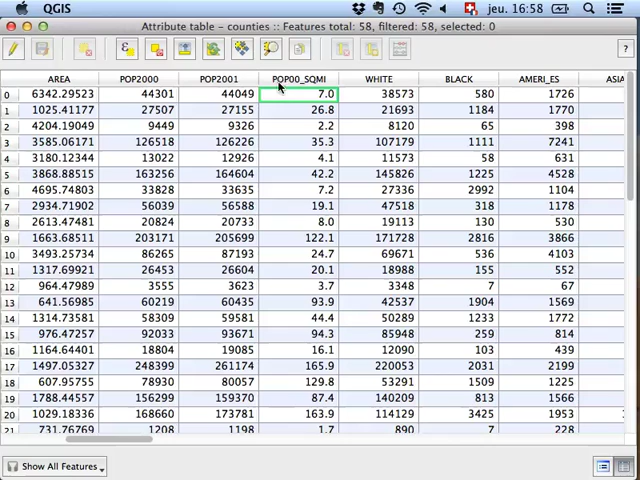 QGIS jeu. 16:58
Attribute table - counties :: Features total: 58, filtered: 58, selected: 0
?
AREA POP2000 POP2001 POP00_SQMI WHITE BLACK AMERI_ES ASIA
0 6342.29523 44301 44049 7.0 38573 580 1726
1 1025.41177 27507 27155 26.8 21693 1184 1770
2 4204.19049 9449 9326 2.2 8120 65 398
3 3585.06171 126518 126226 35.3 107179 1111 7241
4 3180.12344 13022 12926 4.1 11573 58 631
5 3868.88515 163256 164604 42.2 145826 1225 4528
6 4695.74803 33828 33635 7.2 27336 2992 1104
7 2934.71902 56039 56588 19.1 47518 318 1178
8 2613.47481 20824 20733 8.0 19113 130 530
9 1663.68511 203171 205699 122.1 171728 2816 3866
10 3493.25734 86265 87193 24.7 69671 536 4103
11 1317.69921 26453 26604 20.1 18988 155 552
12 964.47989 3555 3623 3.7 3348 7 67
13 641.56985 60219 60435 93.9 42537 1904 1569
14 1314.73581 58309 58559 44.4 50289 1233 1772
15 976.47257 92033 93671 94.3 85948 259 814
16 1164.64401 18804 19085 16.1 12090 103 439
17 1497.05327 248399 261174 165.9 220053 2031 2199
18 607.95755 78930 80057 129.8 53291 1509 1225
19 1788.44457 156299 159370 87.4 140209 813 1566
20 1029.18336 168660 173781 163.9 114129 3425 1953
21 731.76769 1208 1198 1.7 890 7 228
Show All Features